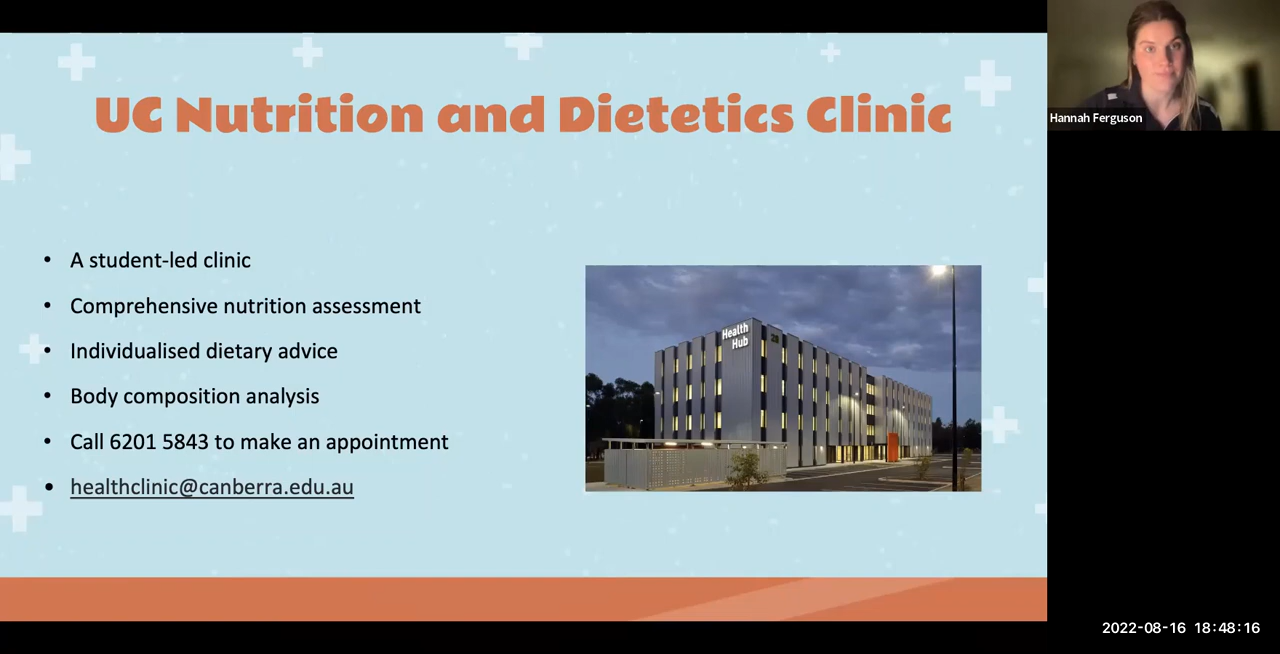 UC Nutrition and Dietetics Clinic
Hannah Ferguson
• A student-led clinic
• Comprehensive nutrition assessment
• Individualised dietary advice
• Body composition analysis
• Call 6201 5843 to make an appointment
• healthclinic@canberra.edu.au
Health
Hub
28
2022-08-16 18:48:16